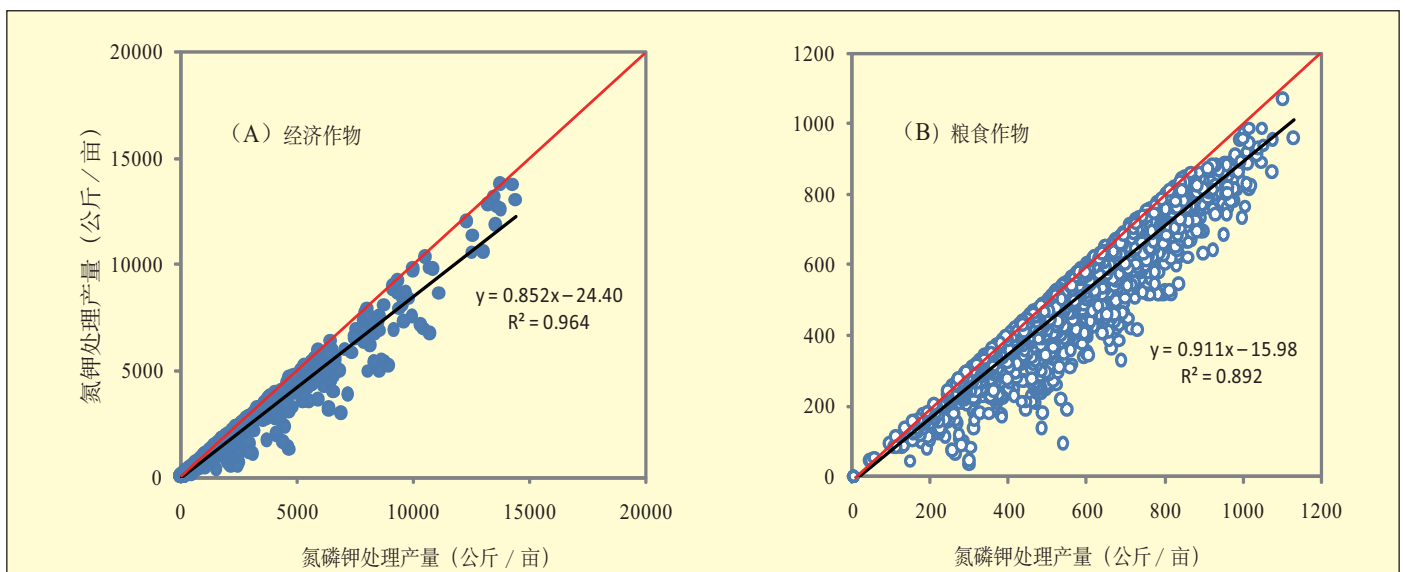 20000
15000
10000
5000
0
氮钾处理产量（公斤／亩）
（A）经济作物
y = 0.852x−24.40
R² = 0.964
0 5000 10000 15000 20000
氮磷钾处理产量（公斤／亩）
1200
1000
800
600
400
200
0
（B）粮食作物
y = 0.911x−15.98
R² = 0.892
0 200 400 600 800 1000 1200
氮磷钾处理产量（公斤／亩）